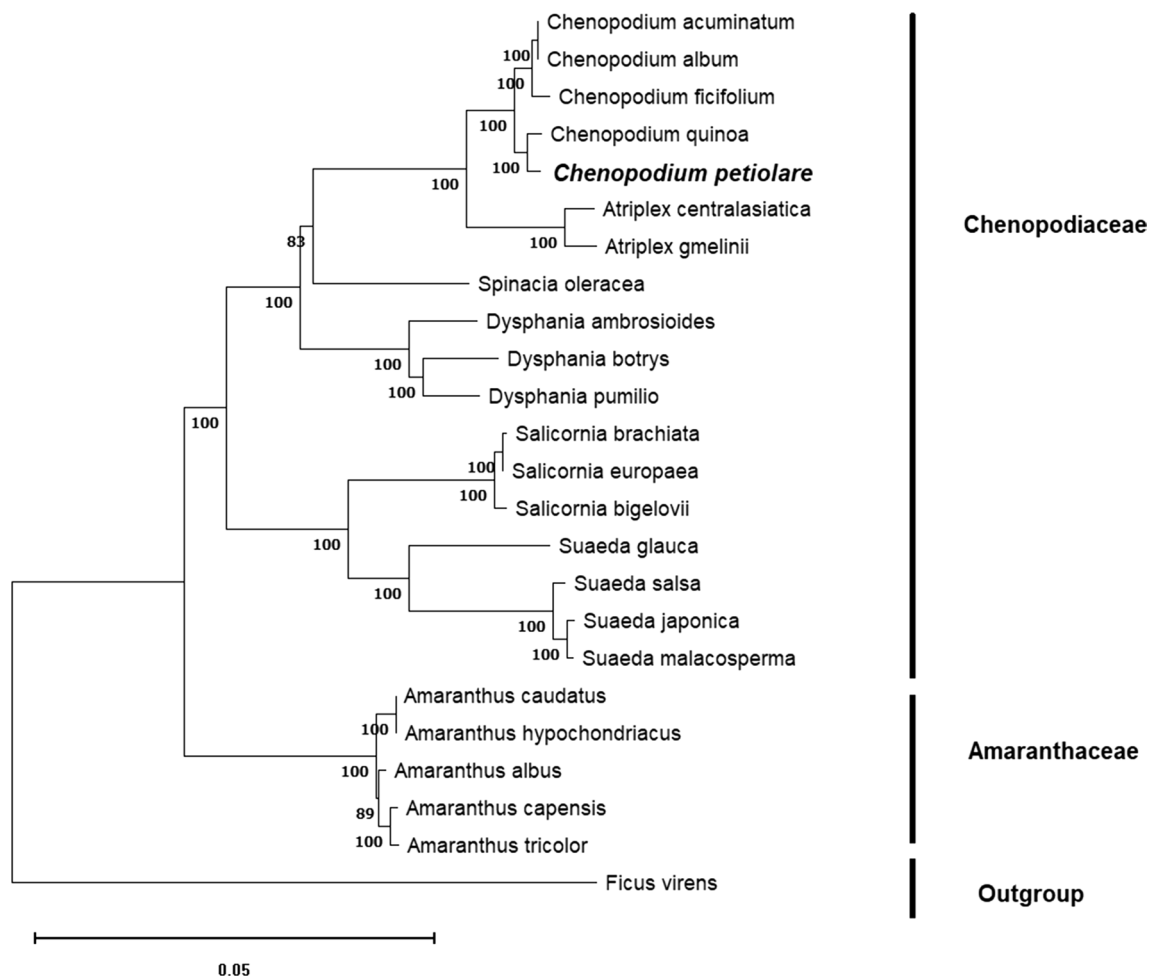 Chenopodium acuminatum
100
Chenopodium album
100
Chenopodium ficifolium
100
Chenopodium quinoa
100
Chenopodium petiolare
100
Atriplex centralasiatica
Chenopodiaceae
100
Atriplex gmelinii
83
Spinacia oleracea
100
Dysphania ambrosioides
100
Dysphania botrys
100
Dysphania pumilio
100
Salicornia brachiata
100
Salicornia europaea
100
Salicornia bigelovii
100
Suaeda glauca
100
Suaeda salsa
100
Suaeda japonica
100
Suaeda malacosperma
Amaranthus caudatus
100
Amaranthus hypochondriacus
Amaranthaceae
100
Amaranthus albus
89
Amaranthus capensis
100
Amaranthus tricolor
Ficus virens
Outgroup
0.05